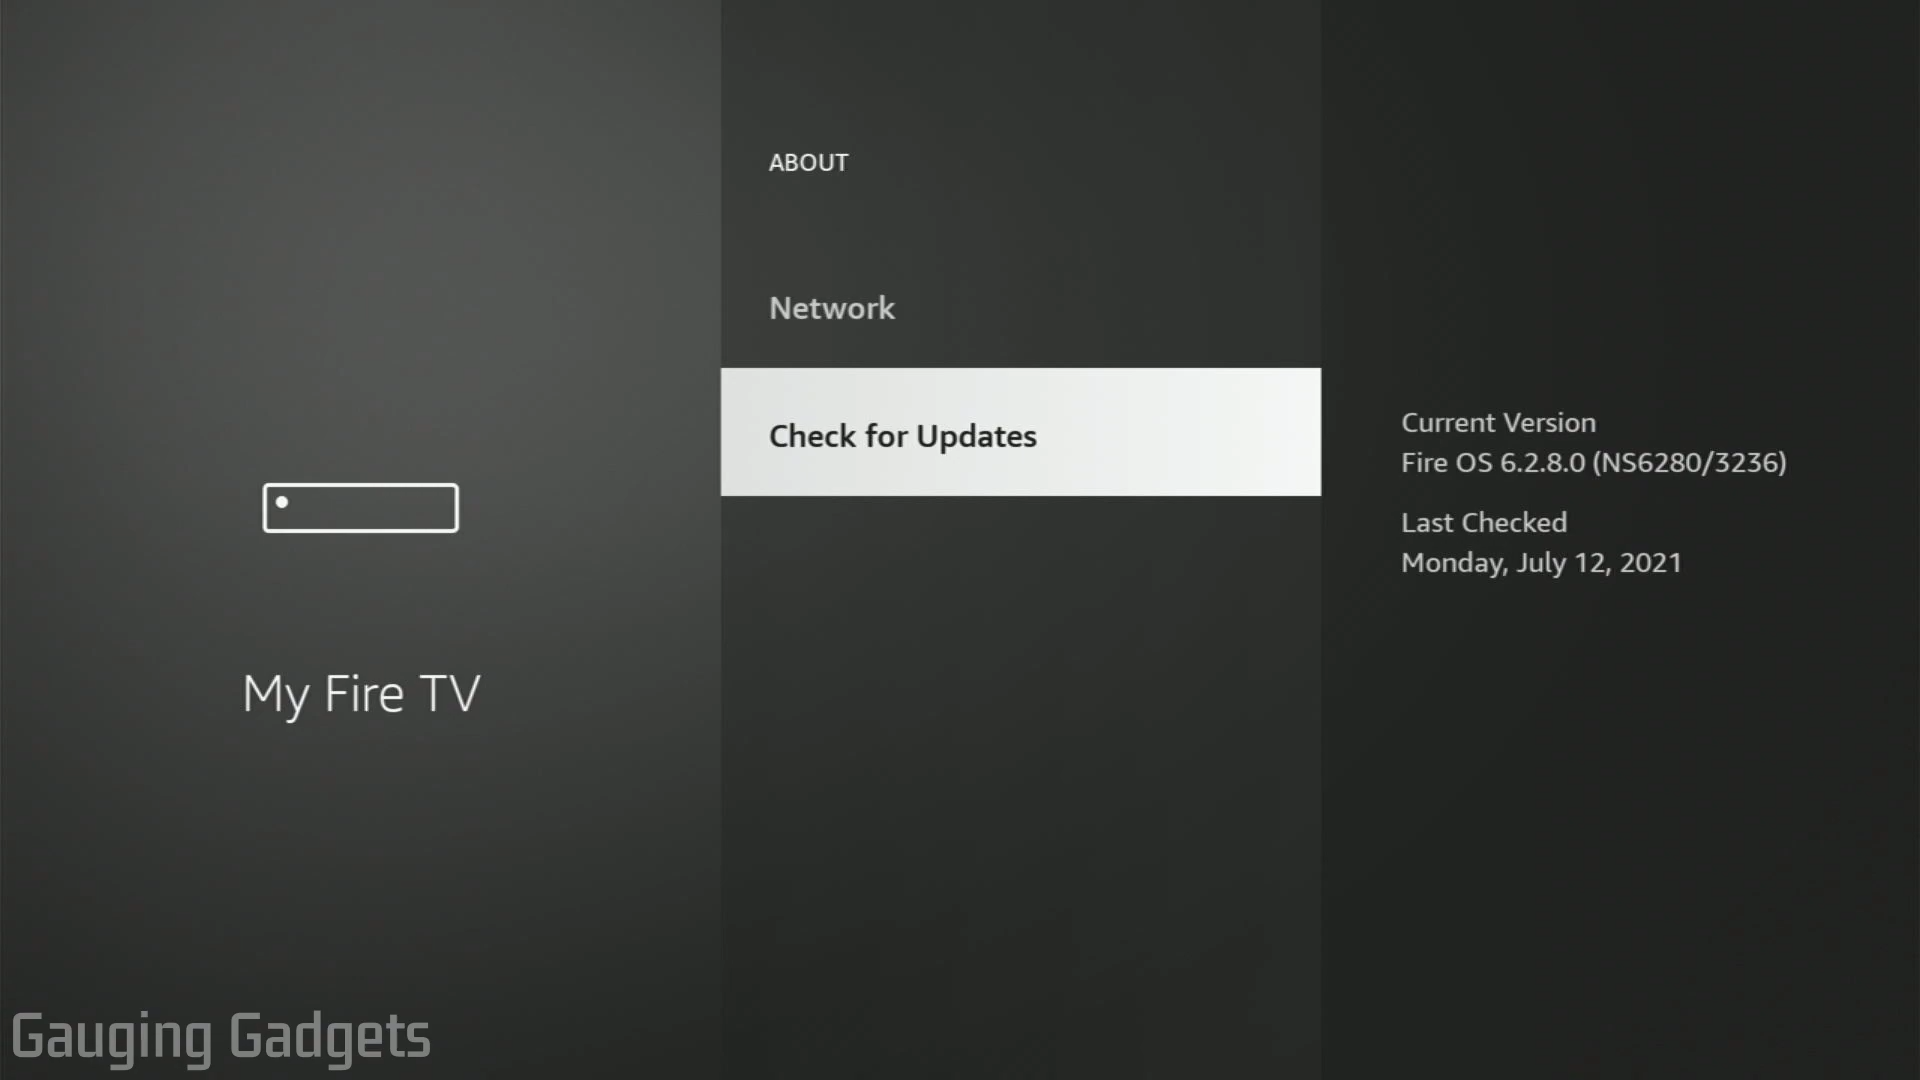 ABOUT
Network
Check for Updates
Current Version
Fire OS 6.2.8.0 (NS6280/3236)
Last Checked
Monday, July 12, 2021
My Fire TV
Gauging Gadgets